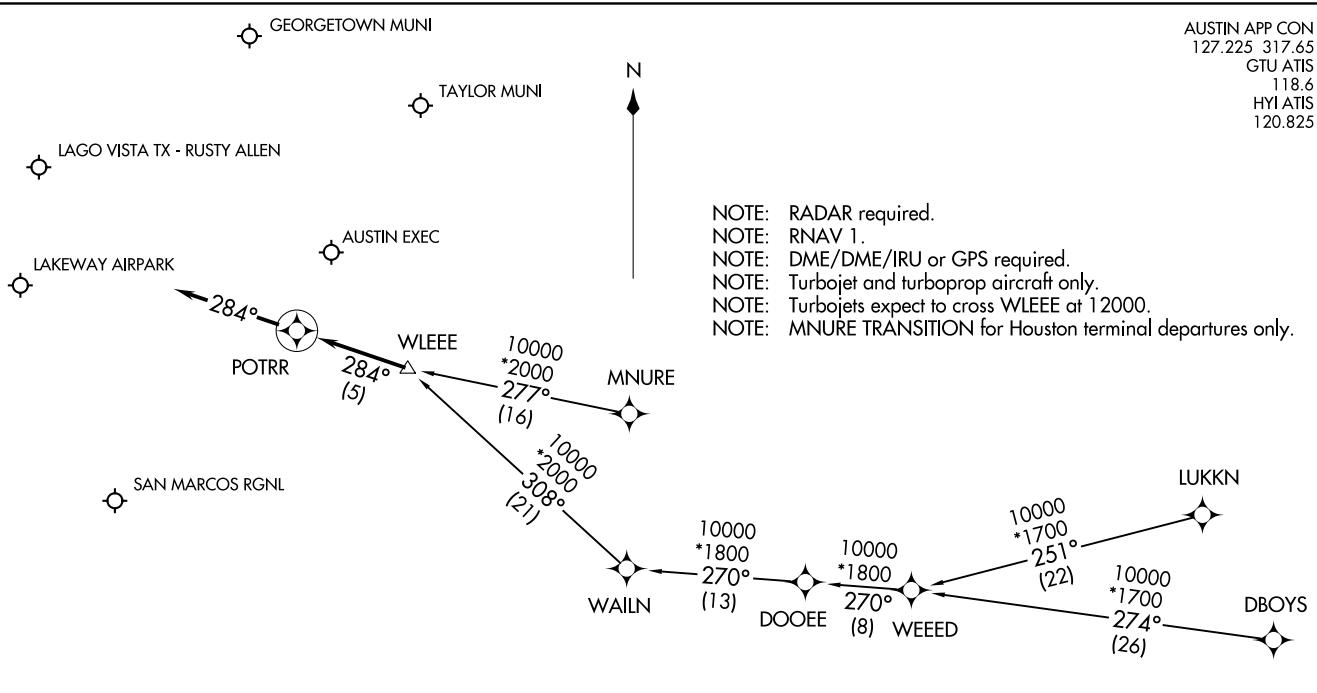 GEORGETOWN MUNI
AUSTIN APP CON
127.225 317.65
GTU ATIS
118.6
HYI ATIS
120.825
N
TAYLOR MUNI
LAGO VISTA TX - RUSTY ALLEN
NOTE: RADAR required.
NOTE: RNAV 1.
NOTE: DME/DME/IRU or GPS required.
NOTE: Turbojet and turboprop aircraft only.
NOTE: Turbojets expect to cross WLEEE at 12000.
NOTE: MNURE TRANSITION for Houston terminal departures only.
AUSTIN EXEC
LAKEWAY AIRPARK
284°
POTRR
284°
(5)
WLEEE
10000
*2000
277°
(16)
MNURE
10000
*2000
308°
(21)
SAN MARCOS RGNL
WAILN
10000
*1800
270°
(13)
DOOEE
10000
*1800
270°
(8)
WEEED
10000
*1700
251°
(22)
LUKKN
10000
*1700
274°
(26)
DBOYS